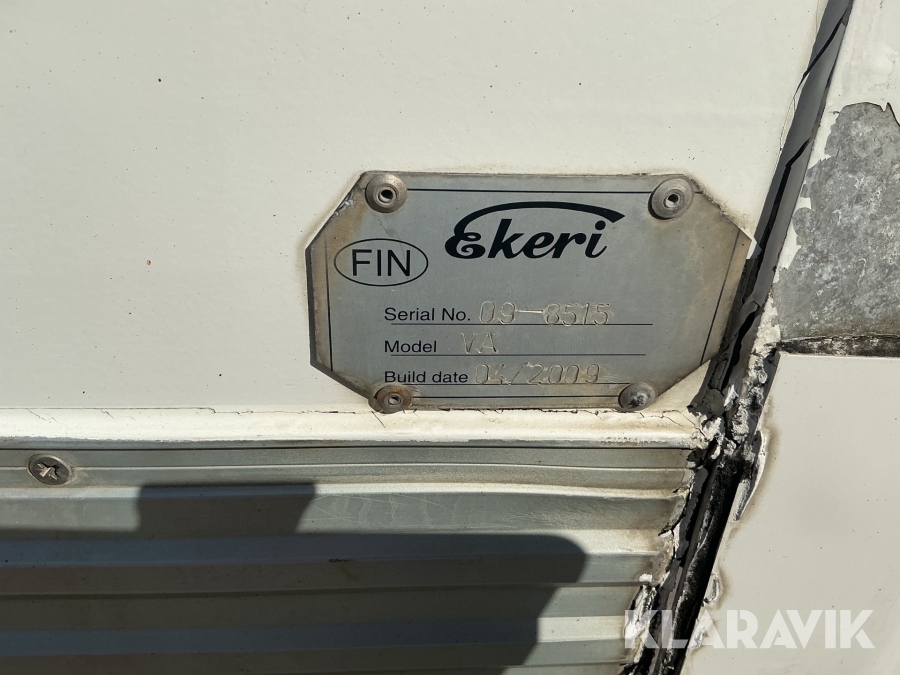 Ekeri
FIN
Serial No. 09-8515
Model VA
Build date 04/2009
KLARAVIK